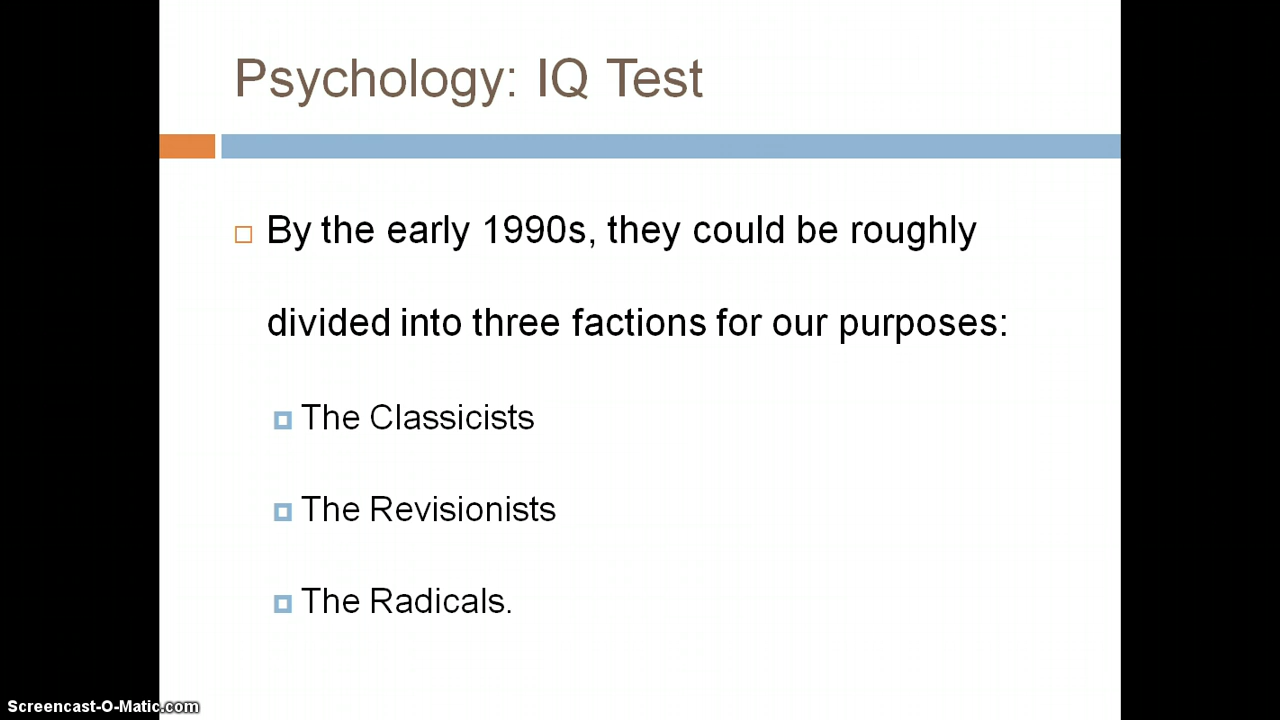 Psychology: IQ Test
By the early 1990s, they could be roughly
divided into three factions for our purposes:
The Classicists
The Revisionists
The Radicals.
Screencast-O-Matic.com